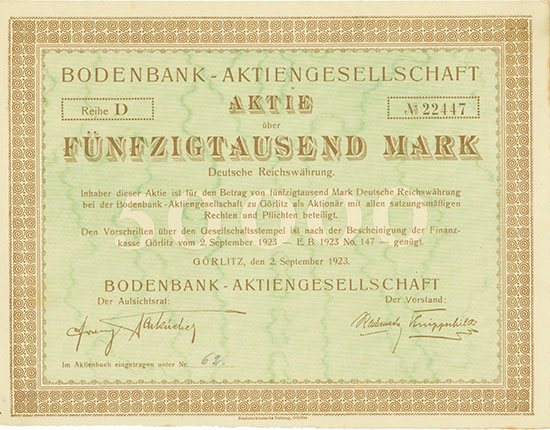 BODENBANK-AKTIENGESELLSCHAFT
AKTIE
Reihe D
№ 22447
über
FÜNFZIGTAUSEND MARK
Deutsche Reichswährung.
Inhaber dieser Aktie ist für den Betrag von fünfzigtausend Mark Deutsche Reichswährung
bei der Bodenbank-Aktiengesellschaft zu Görlitz als Aktionär mit allen satzungsmäßigen
Rechten und Pflichten beteiligt.
50000
Den Vorschriften über den Gesellschaftsstempel ist nach der Bescheinigung der Finanz-
kasse Görlitz vom 2. September 1923 — E. B. 1923 No. 147 — genügt.
GÖRLITZ, den 2. September 1923.
BODENBANK-AKTIENGESELLSCHAFT
Der Aufsichtsrat:
Der Vorstand:
Im Aktienbuch eingetragen unter Nr. 62.